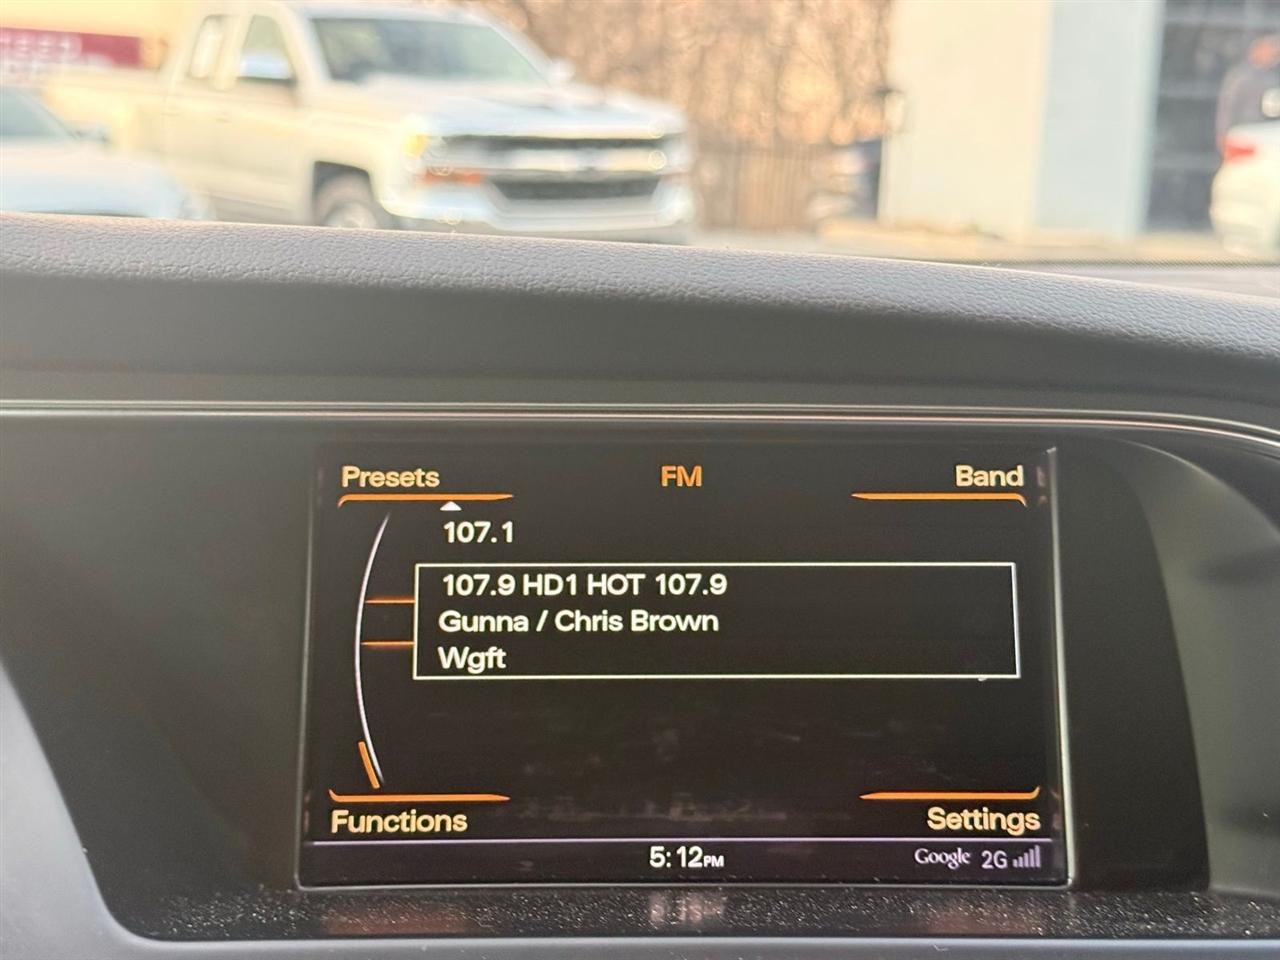 Presets FM Band
107.1
107.9 HD1 HOT 107.9
Gunna / Chris Brown
Wgft
Functions Settings
5:12PM Google 2G